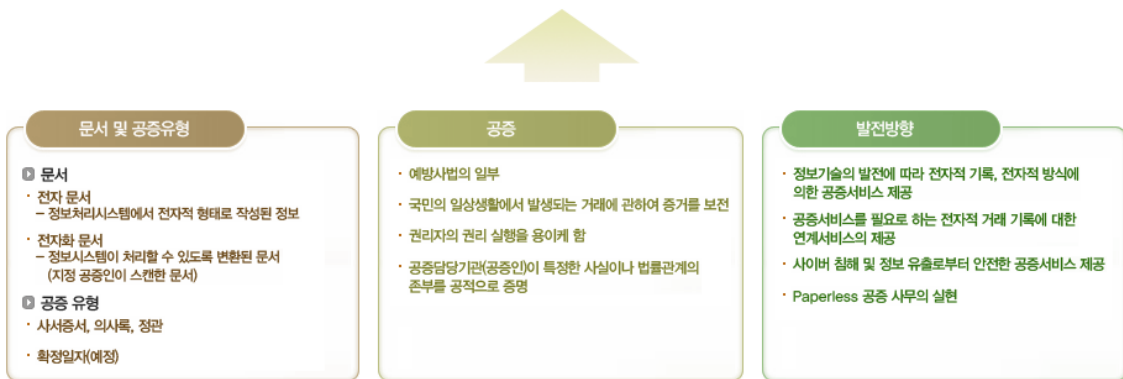 문서 및 공증유형
문서
· 전자 문서
– 정보처리시스템에서 전자적 형태로 작성된 정보
· 전자화 문서
– 정보시스템이 처리할 수 있도록 변환된 문서
(지정 공증인이 스캔한 문서)
공증 유형
· 사서증서, 의사록, 정관
· 확정일자(예정)
공증
· 예방사법의 일부
· 국민의 일상생활에서 발생되는 거래에 관하여 증거를 보전
· 권리자의 권리 실행을 용이케 함
· 공증담당기관(공증인)이 특정한 사실이나 법률관계의
존부를 공적으로 증명
발전방향
· 정보기술의 발전에 따라 전자적 기록, 전자적 방식에
의한 공증서비스 제공
· 공증서비스를 필요로 하는 전자적 거래 기록에 대한
연계서비스의 제공
· 사이버 침해 및 정보 유출로부터 안전한 공증서비스 제공
· Paperless 공증 사무의 실현